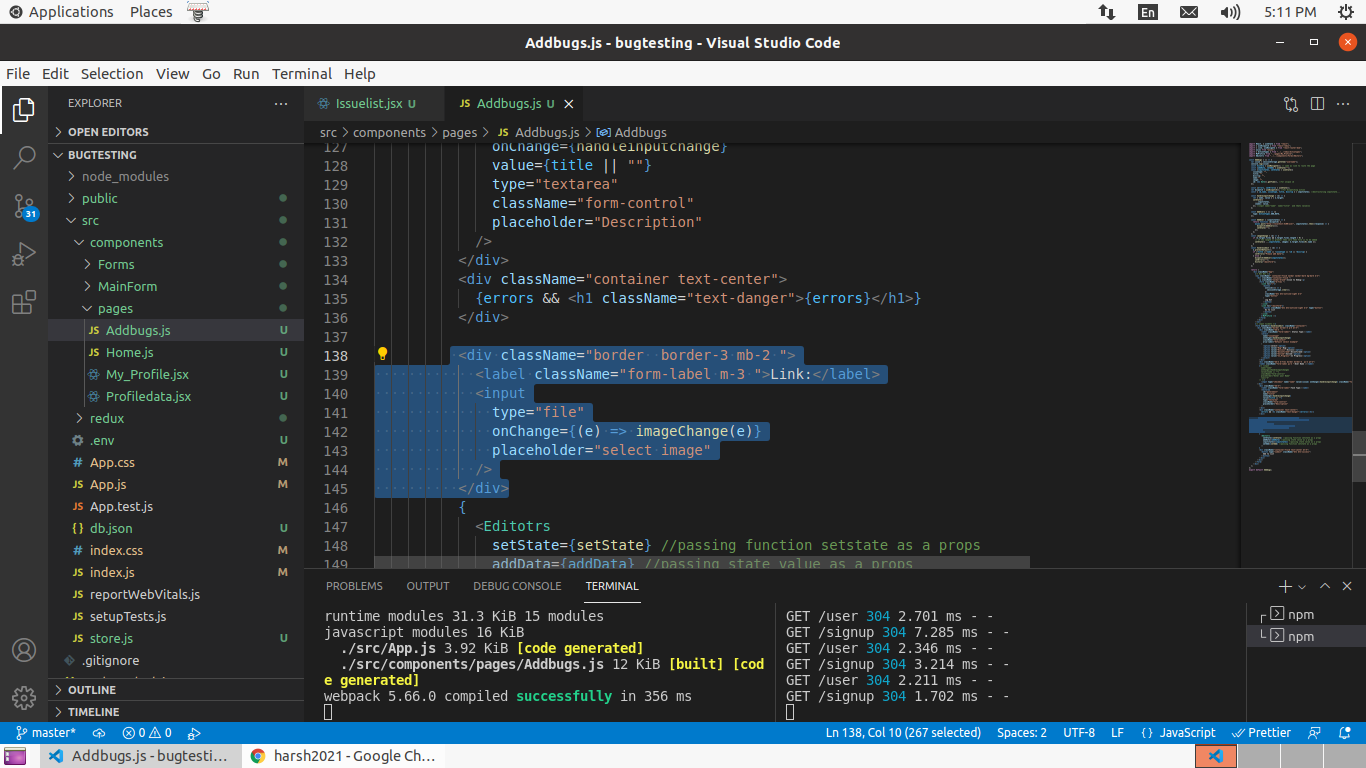 Applications Places En 5:11 PM
Addbugs.js - bugtesting - Visual Studio Code
File Edit Selection View Go Run Terminal Help
EXPLORER
OPEN EDITORS
BUGTESTING
node_modules
public
src
components
Forms
MainForm
pages
JS Addbugs.js U
JS Home.js U
My_Profile.jsx U
Profiledata.jsx U
redux
.env
# App.css M
JS App.js M
JS App.test.js
{} db.json U
# index.css M
JS index.js M
JS reportWebVitals.js
JS setupTests.js
JS store.js U
.gitignore
OUTLINE
TIMELINE
31
Issuelist.jsx U JS Addbugs.js U
src > components > pages > JS Addbugs.js > Addbugs
127 onChange={handleInputchange}
128 value={title || ""}
129 type="textarea"
130 className="form-control"
131 placeholder="Description"
132 />
133 </div>
134 <div className="container text-center">
135 {errors && <h1 className="text-danger">{errors}</h1>}
136 </div>
137
138 <div className="border  border-3 mb-2 ">
139 <label className="form-label m-3 ">Link:</label>
140 <input
141 type="file"
142 onChange={(e) => imageChange(e)}
143 placeholder="select image"
144 />
145 </div>
146 {
147 <Editotrs
148 setState={setState} //passing function setstate as a props
149 addData={addData} //passing state value as a props
PROBLEMS OUTPUT DEBUG CONSOLE TERMINAL
runtime modules 31.3 KiB 15 modules
javascript modules 16 KiB
./src/App.js 3.92 KiB [code generated]
./src/components/pages/Addbugs.js 12 KiB [built] [cod
e generated]
webpack 5.66.0 compiled successfully in 356 ms
GET /user 304 2.701 ms - -
GET /signup 304 7.285 ms - -
GET /user 304 2.346 ms - -
GET /signup 304 3.214 ms - -
GET /user 304 2.211 ms - -
GET /signup 304 1.702 ms - -
npm
npm
master* 0 0 Ln 138, Col 10 (267 selected) Spaces: 2 UTF-8 LF {} JavaScript Prettier
Addbugs.js - bugtesti... harsh2021 - Google Ch...